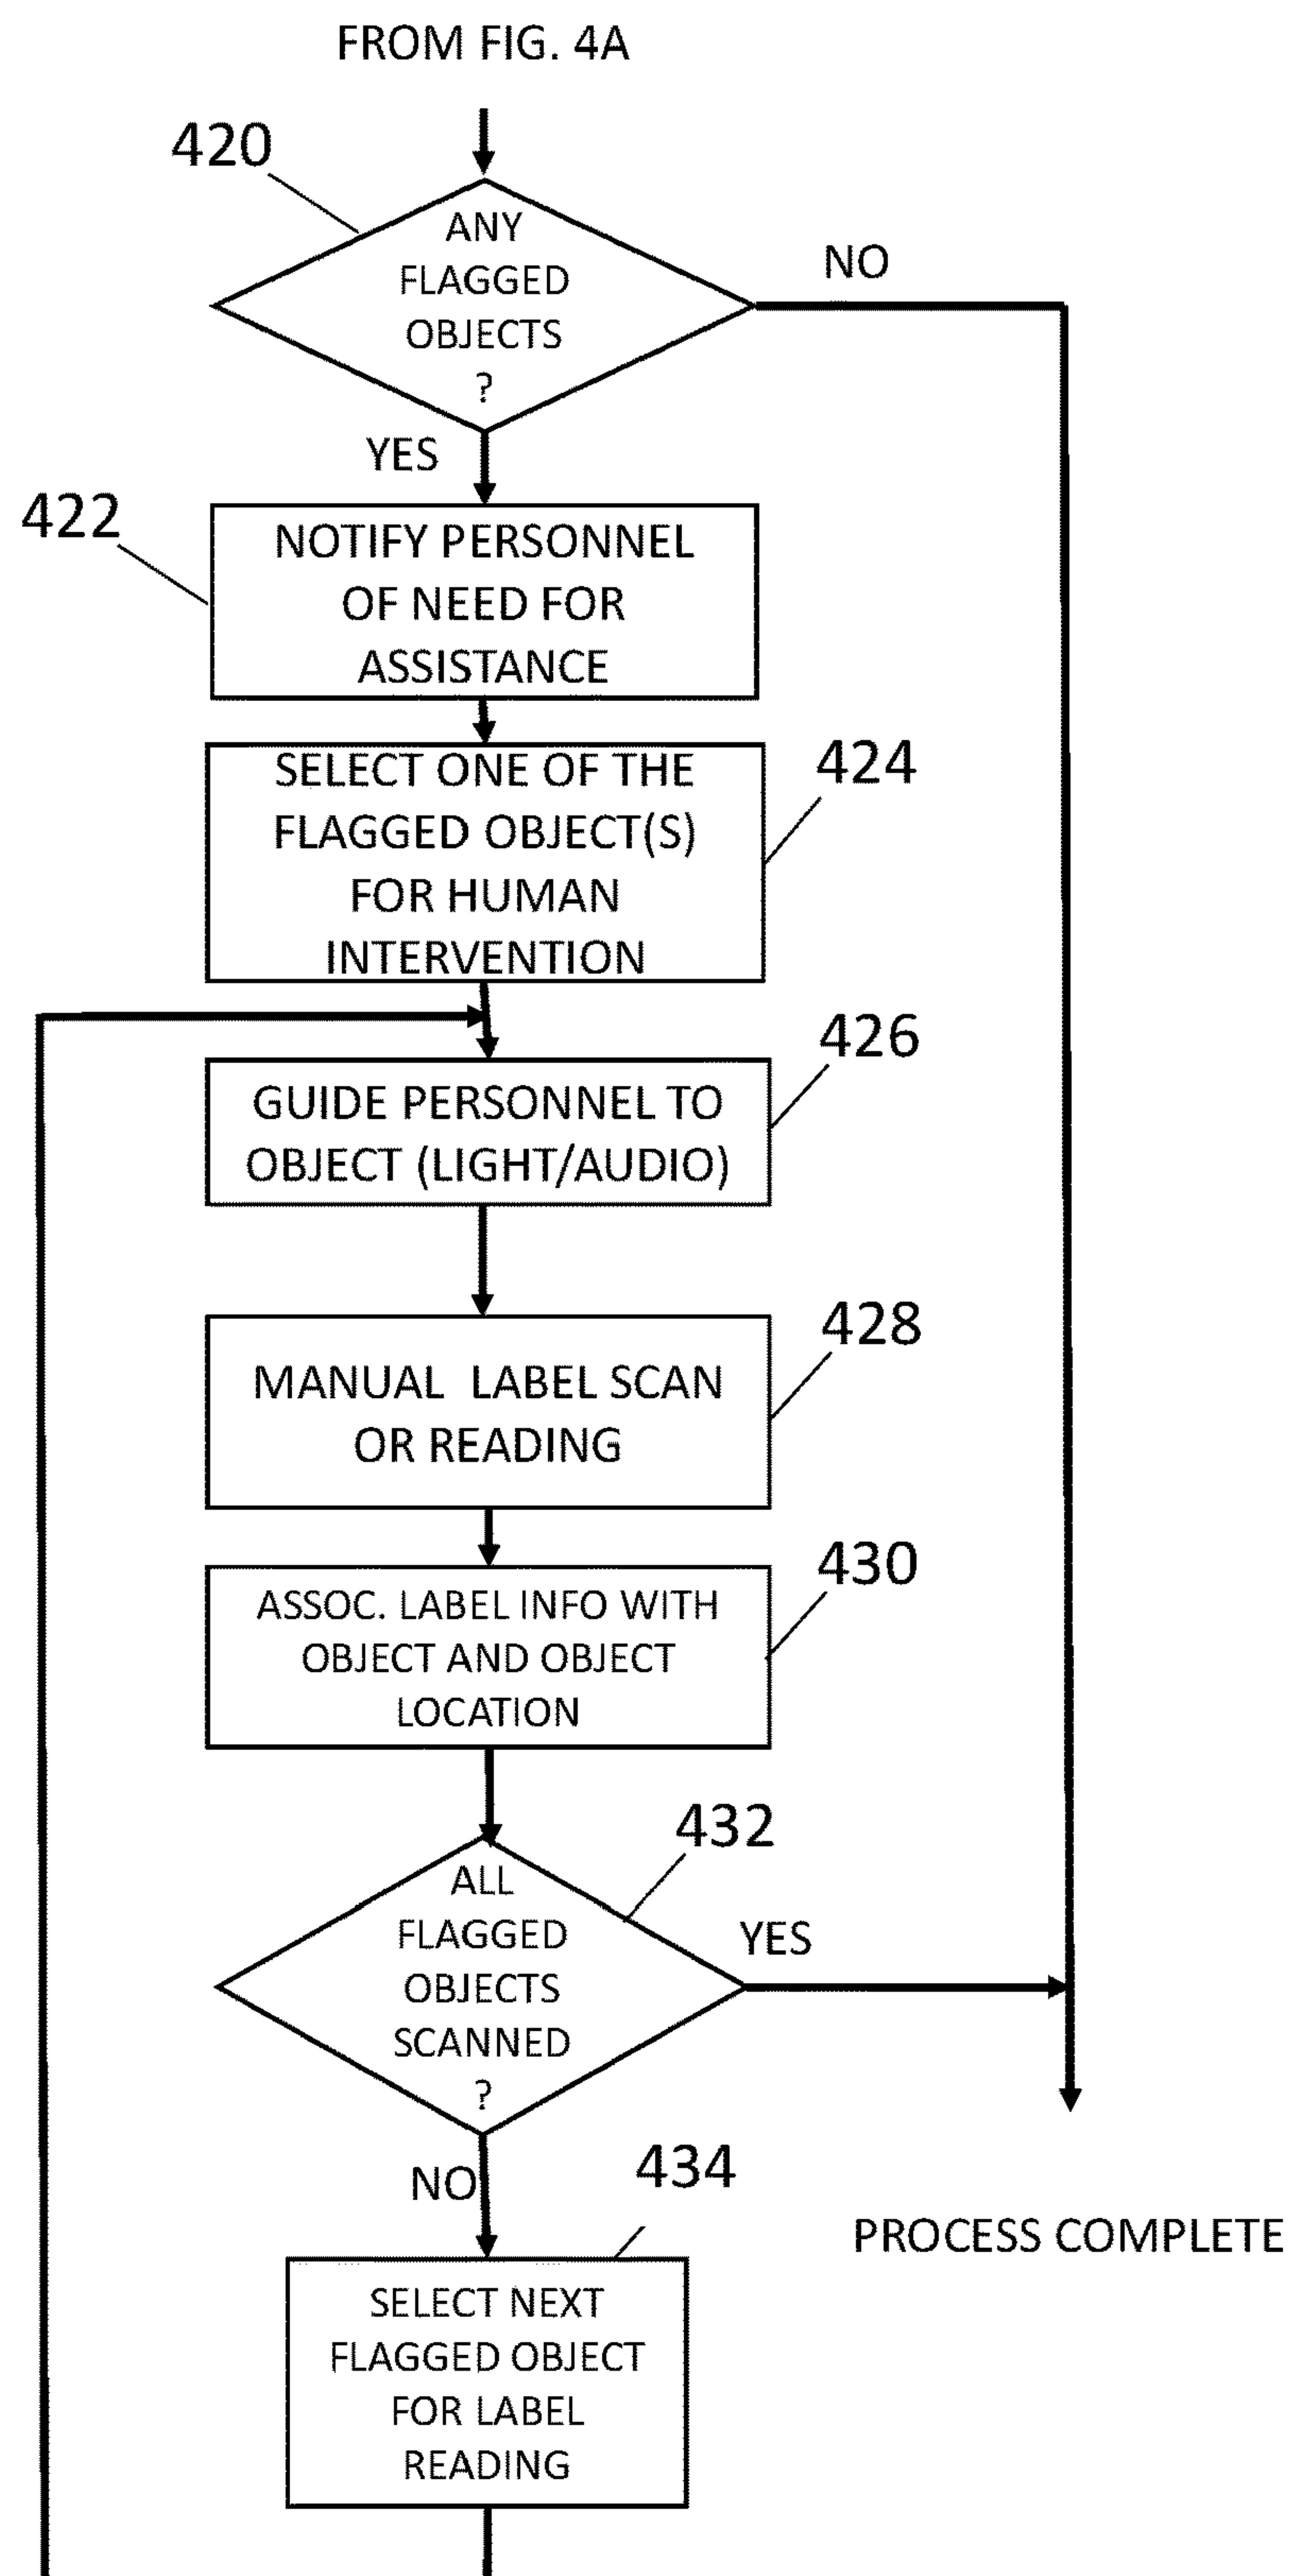 FROM FIG. 4A
420
ANY
FLAGGED
OBJECTS
?
NO
YES
422
NOTIFY PERSONNEL
OF NEED FOR
ASSISTANCE
SELECT ONE OF THE
FLAGGED OBJECT(S)
FOR HUMAN
INTERVENTION
424
426
GUIDE PERSONNEL TO
OBJECT (LIGHT/AUDIO)
428
MANUAL LABEL SCAN
OR READING
430
ASSOC. LABEL INFO WITH
OBJECT AND OBJECT
LOCATION
432
ALL
FLAGGED
OBJECTS
SCANNED
?
YES
NO
434
PROCESS COMPLETE
SELECT NEXT
FLAGGED OBJECT
FOR LABEL
READING